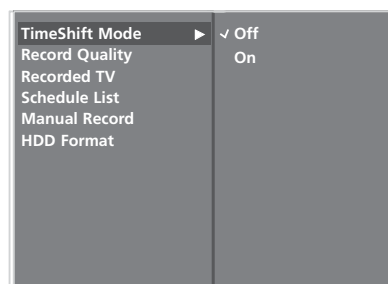 TimeShift Mode ▶ ✓ Off
Record Quality On
Recorded TV
Schedule List
Manual Record
HDD Format